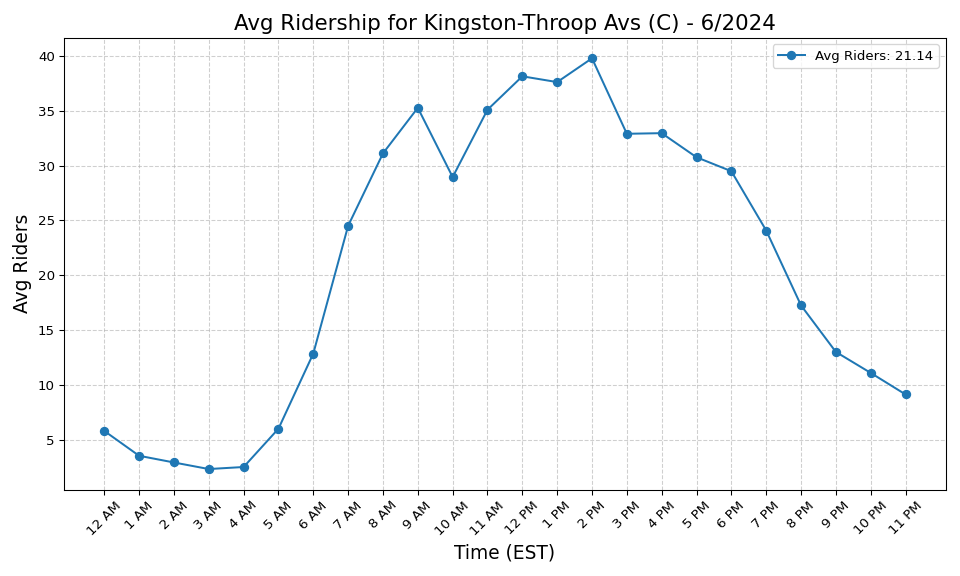 Avg Ridership for Kingston-Throop Avs (C) - 6/2024
Avg Riders: 21.14
40
35
30
25
20
15
10
5
Avg Riders
12 AM
1 AM
2 AM
3 AM
4 AM
5 AM
6 AM
7 AM
8 AM
9 AM
10 AM
11 AM
12 PM
1 PM
2 PM
3 PM
4 PM
5 PM
6 PM
7 PM
8 PM
9 PM
10 PM
11 PM
Time (EST)